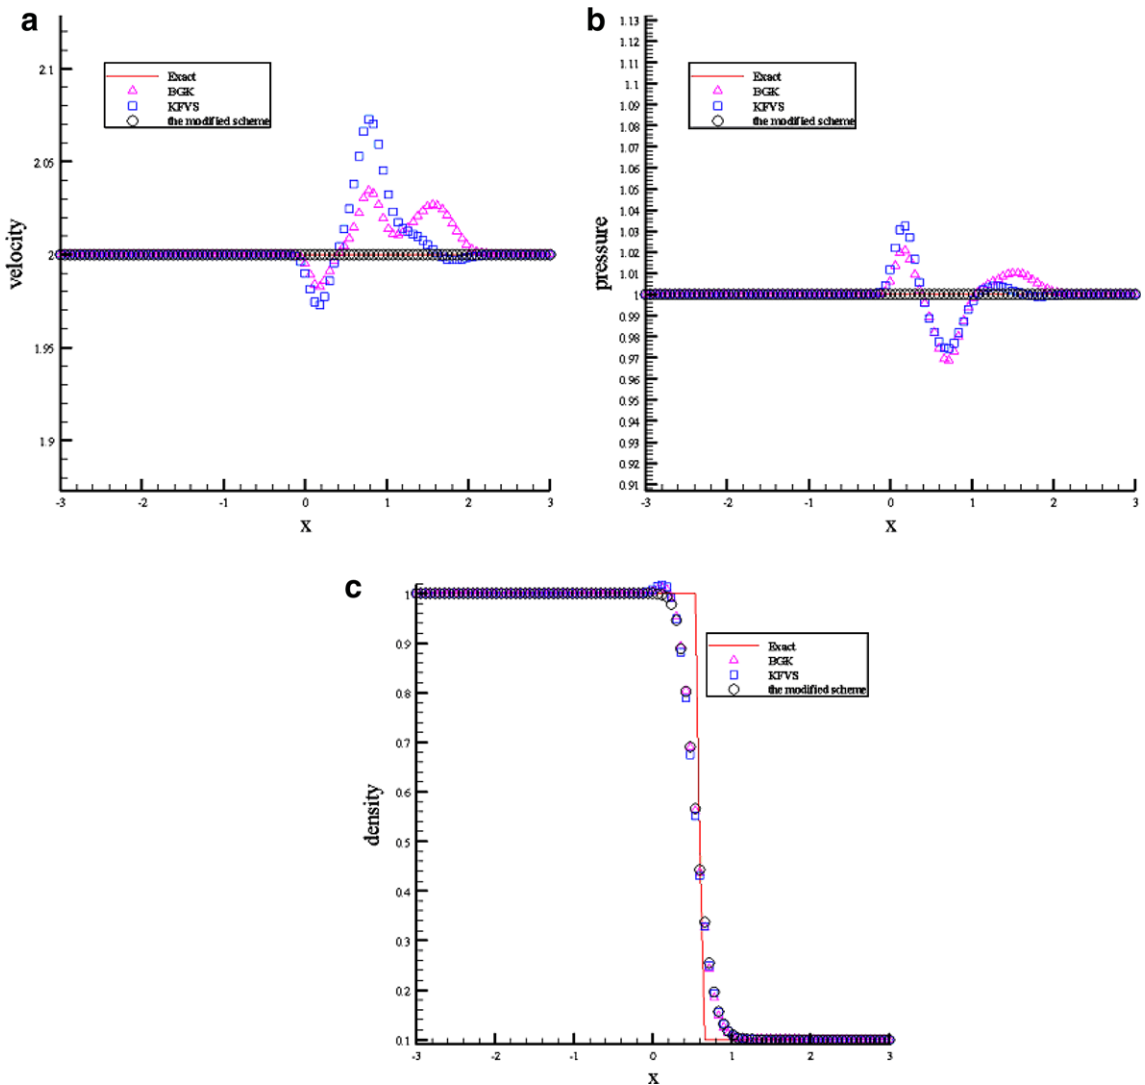 a
velocity
2.1
2.05
2
1.95
1.9
Exact
BGK
KFVS
the modified scheme
-3 -2 -1 0 1 2 3
x
b
pressure
1.13
1.12
1.11
1.1
1.09
1.08
1.07
1.06
1.05
1.04
1.03
1.02
1.01
1
0.99
0.98
0.97
0.96
0.95
0.94
0.93
0.92
0.91
Exact
BGK
KFVS
the modified scheme
-3 -2 -1 0 1 2 3
x
c
density
1
0.9
0.8
0.7
0.6
0.5
0.4
0.3
0.2
0.1
Exact
BGK
KFVS
the modified scheme
-3 -2 -1 0 1 2 3
x